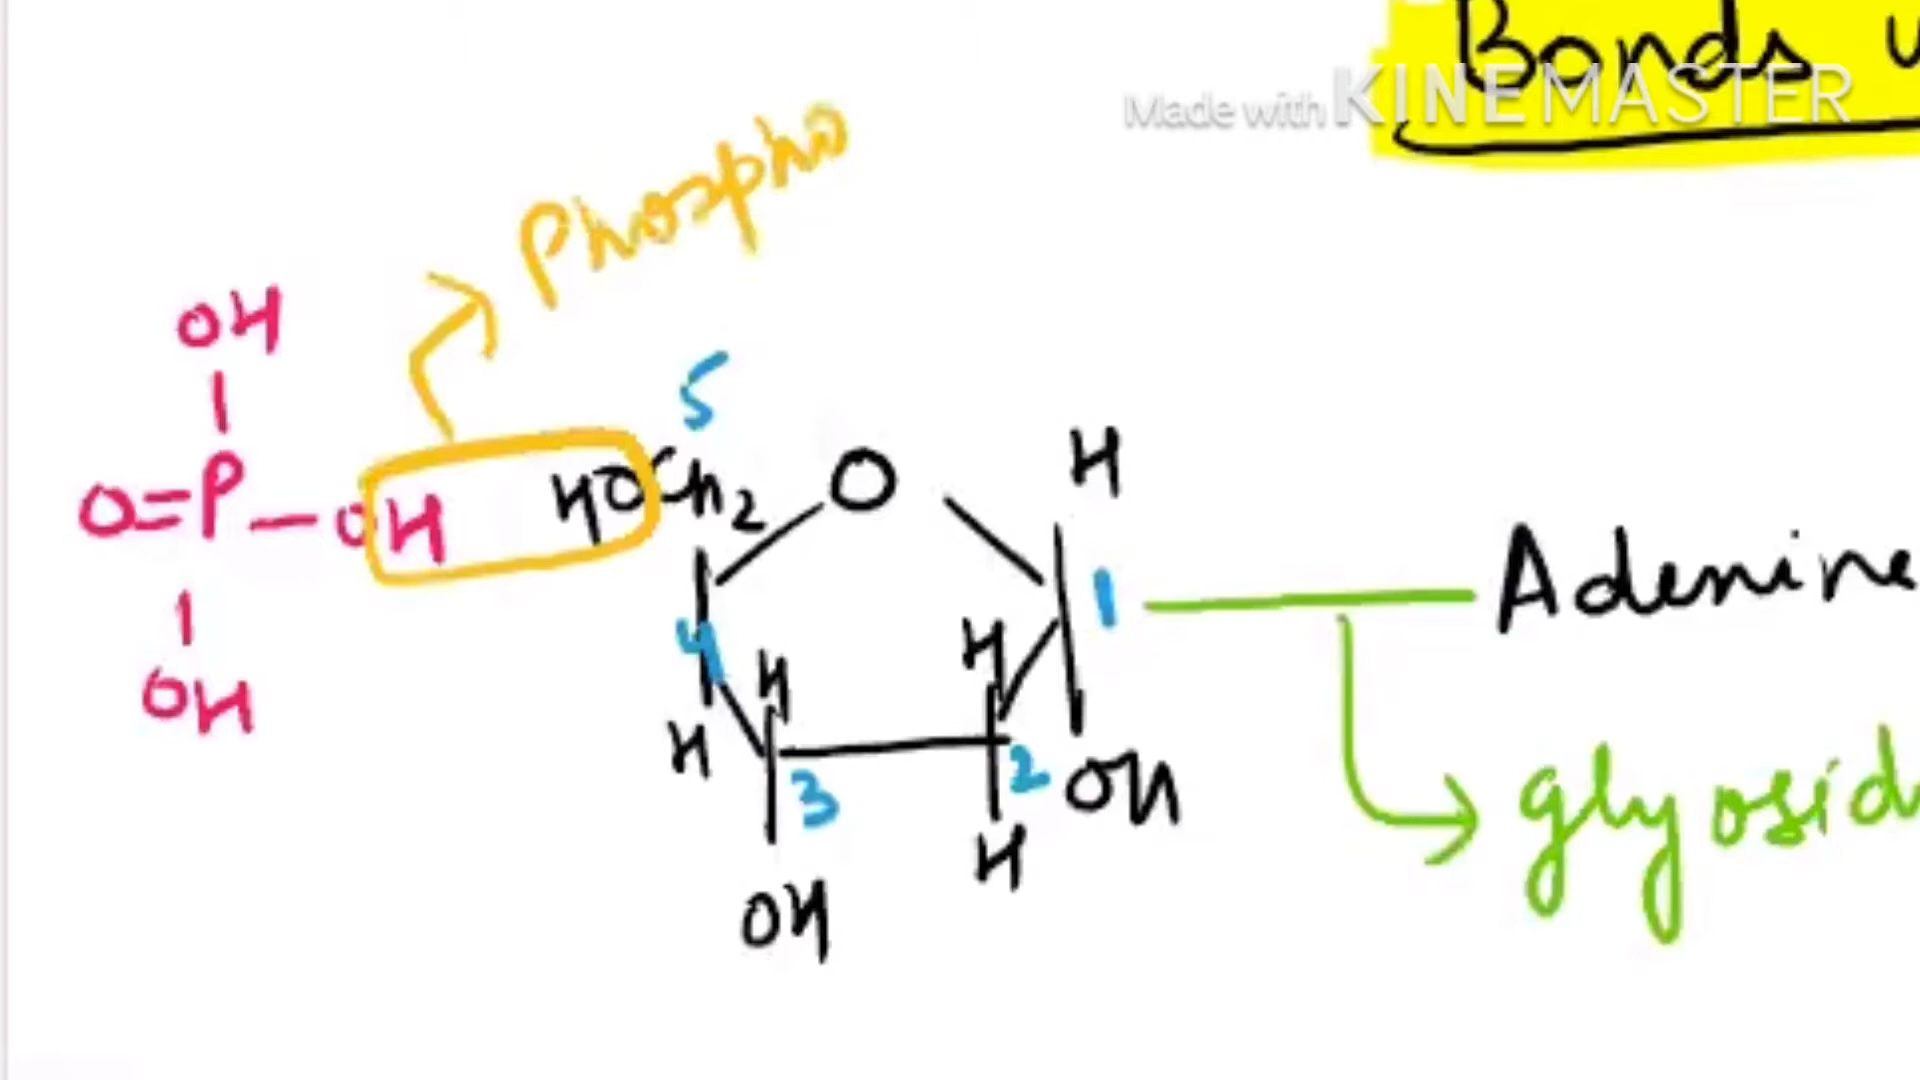 Bonds
Made with KINEMASTER
Phospho
OH
5
H
O=P-OH
HOCH2
O
1
Adenine
4
H
H
OH
H
3
2
OH
glyosid
H
OH